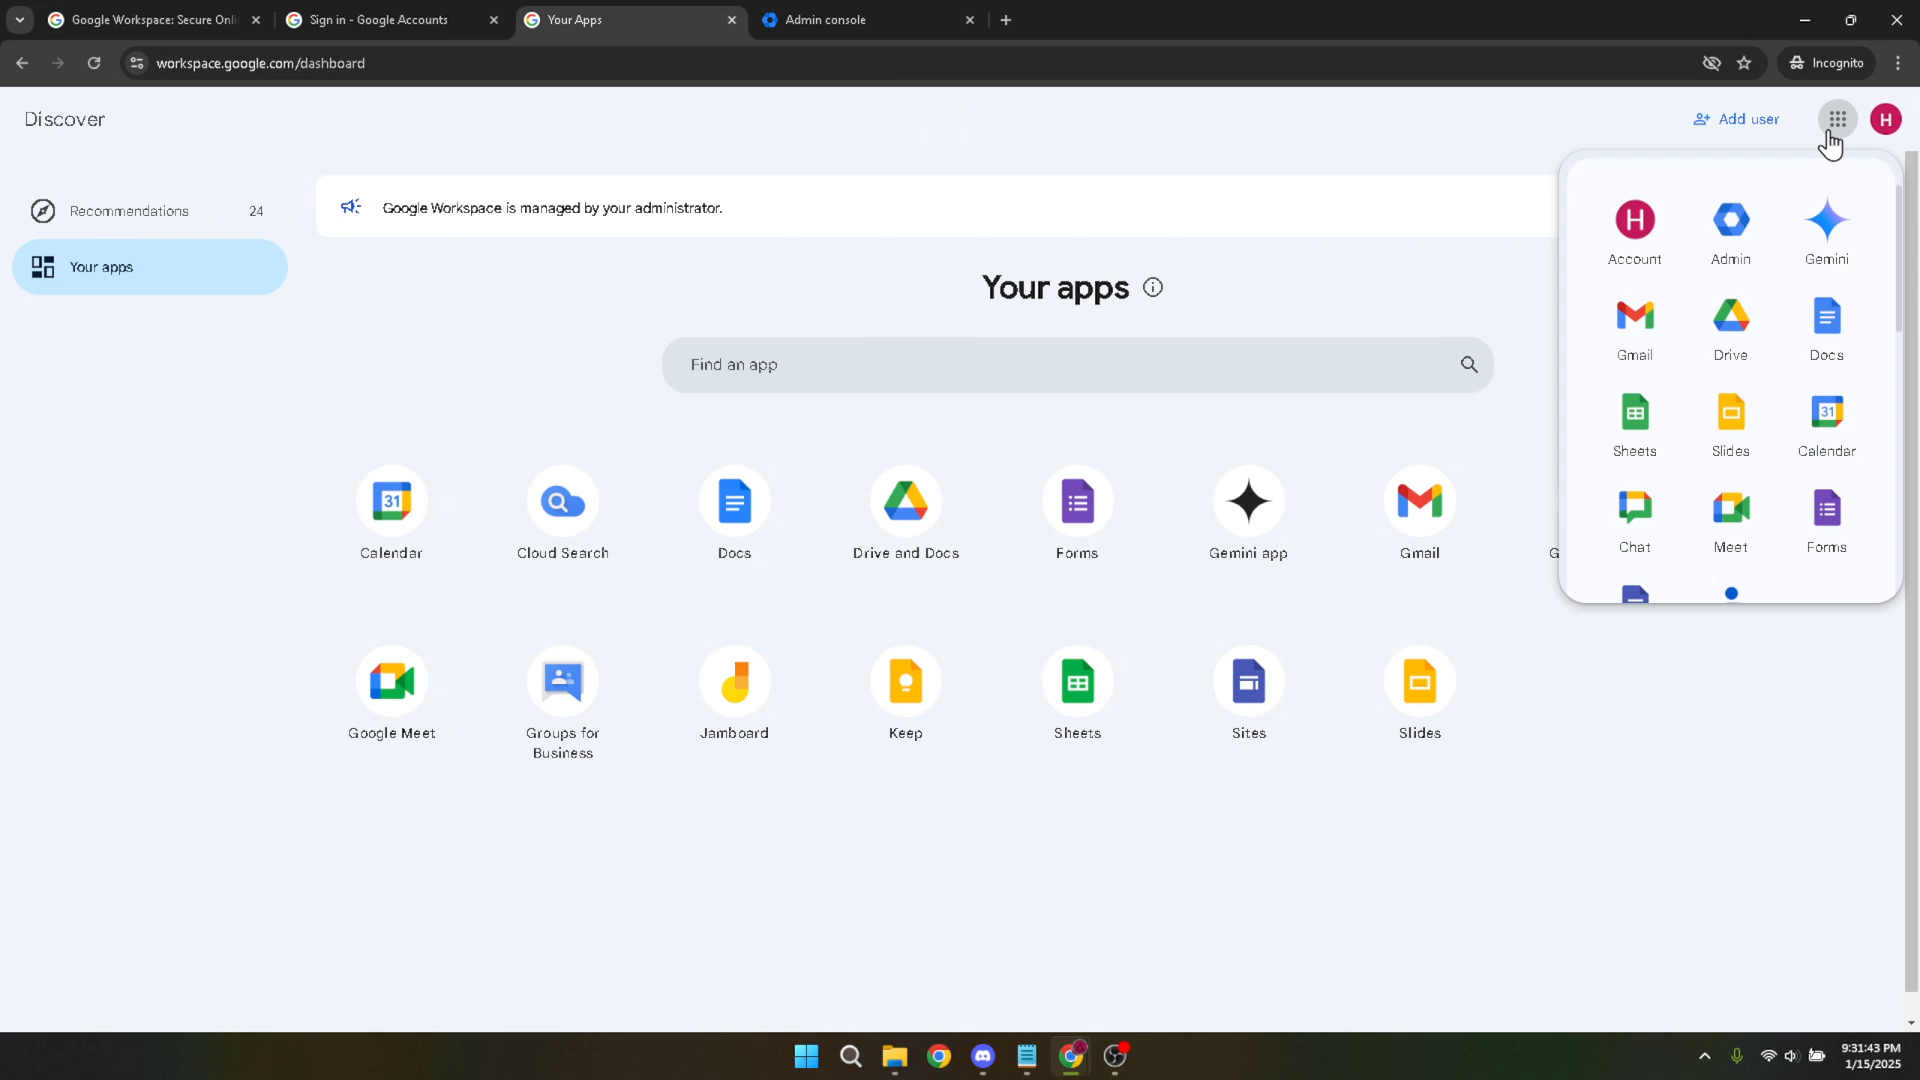 Google Workspace: Secure Onli
Sign in - Google Accounts
Your Apps
Admin console
workspace.google.com/dashboard
Incognito
Discover
Add user
H
Recommendations 24
Your apps
Google Workspace is managed by your administrator.
Your apps
Find an app
Calendar
Cloud Search
Docs
Drive and Docs
Forms
Gemini app
Gmail
G
Google Meet
Groups for
Business
Jamboard
Keep
Sheets
Sites
Slides
H
Account
Admin
Gemini
Gmail
Drive
Docs
Sheets
Slides
Calendar
Chat
Meet
Forms
31
31
9:31:43 PM
1/15/2025